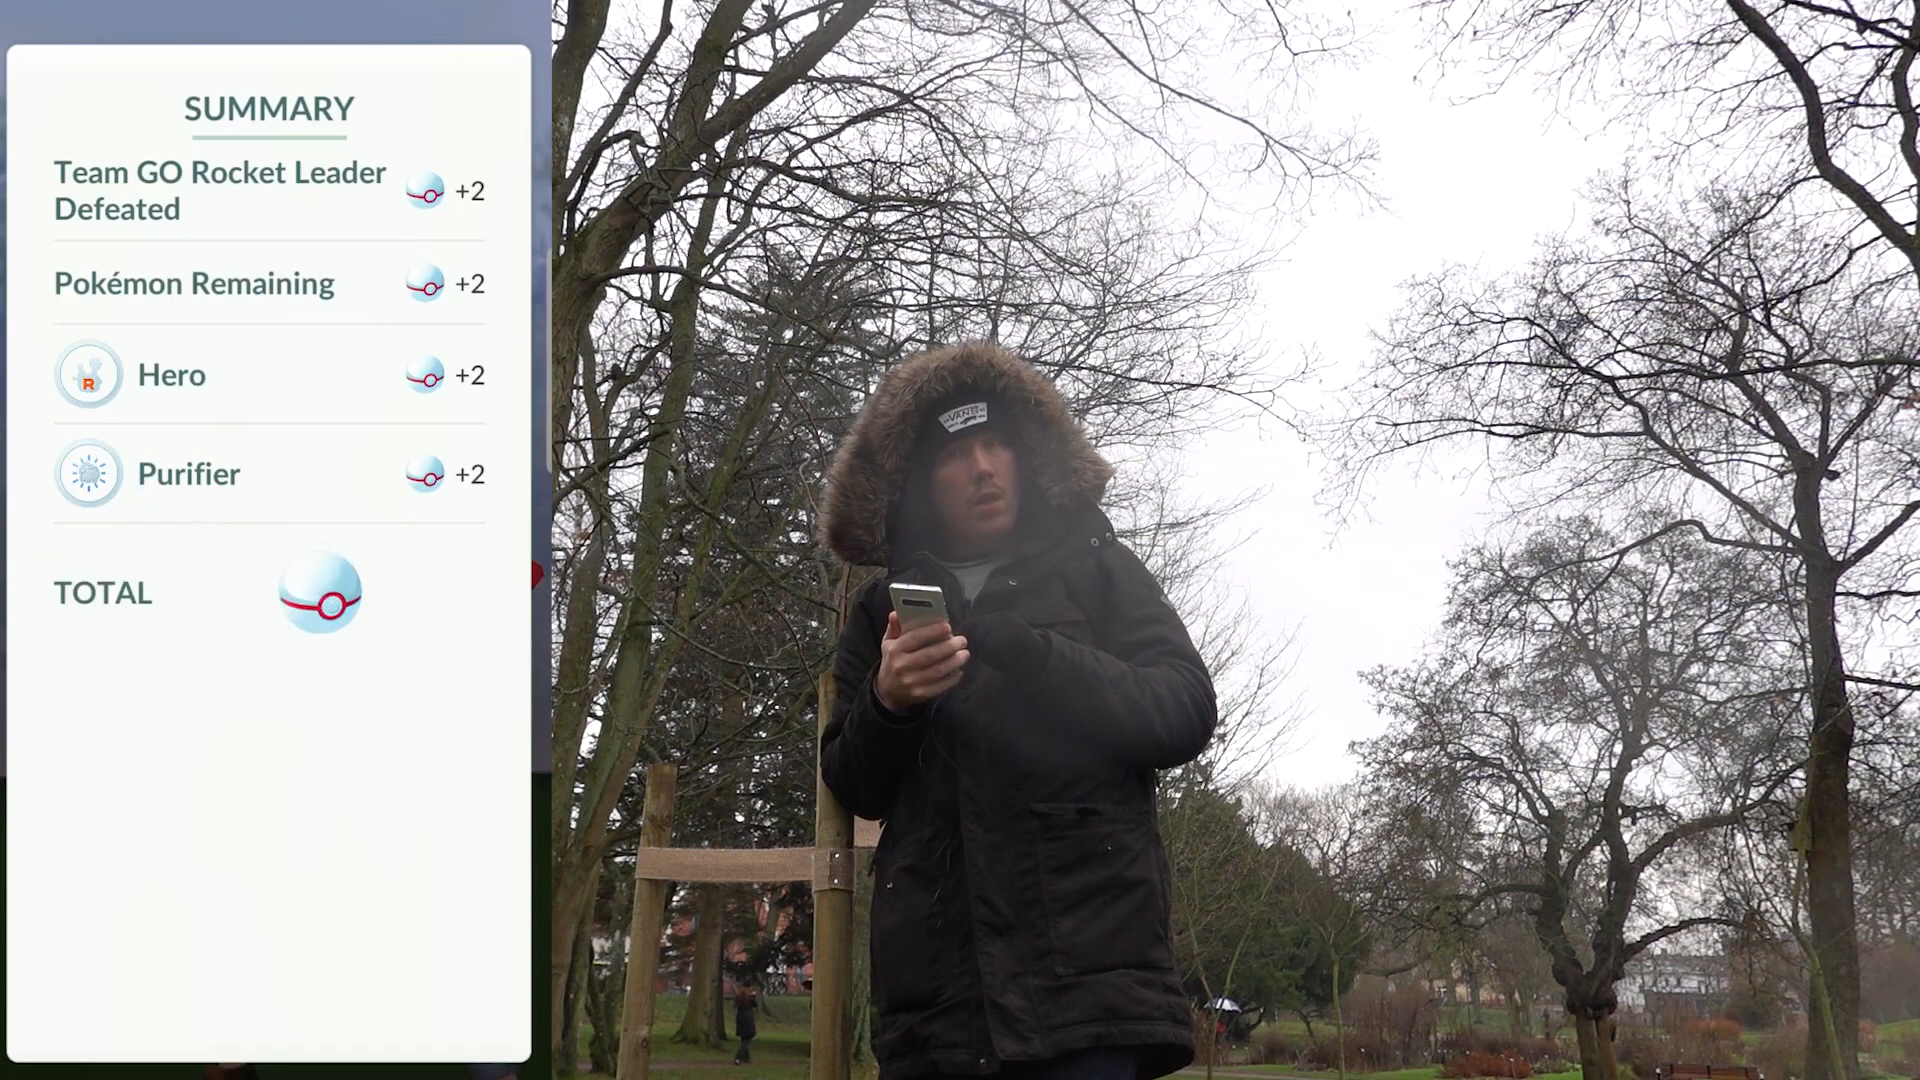 SUMMARY
Team GO Rocket Leader
Defeated
+2
Pokémon Remaining
+2
R
Hero
+2
Purifier
+2
TOTAL
VANS